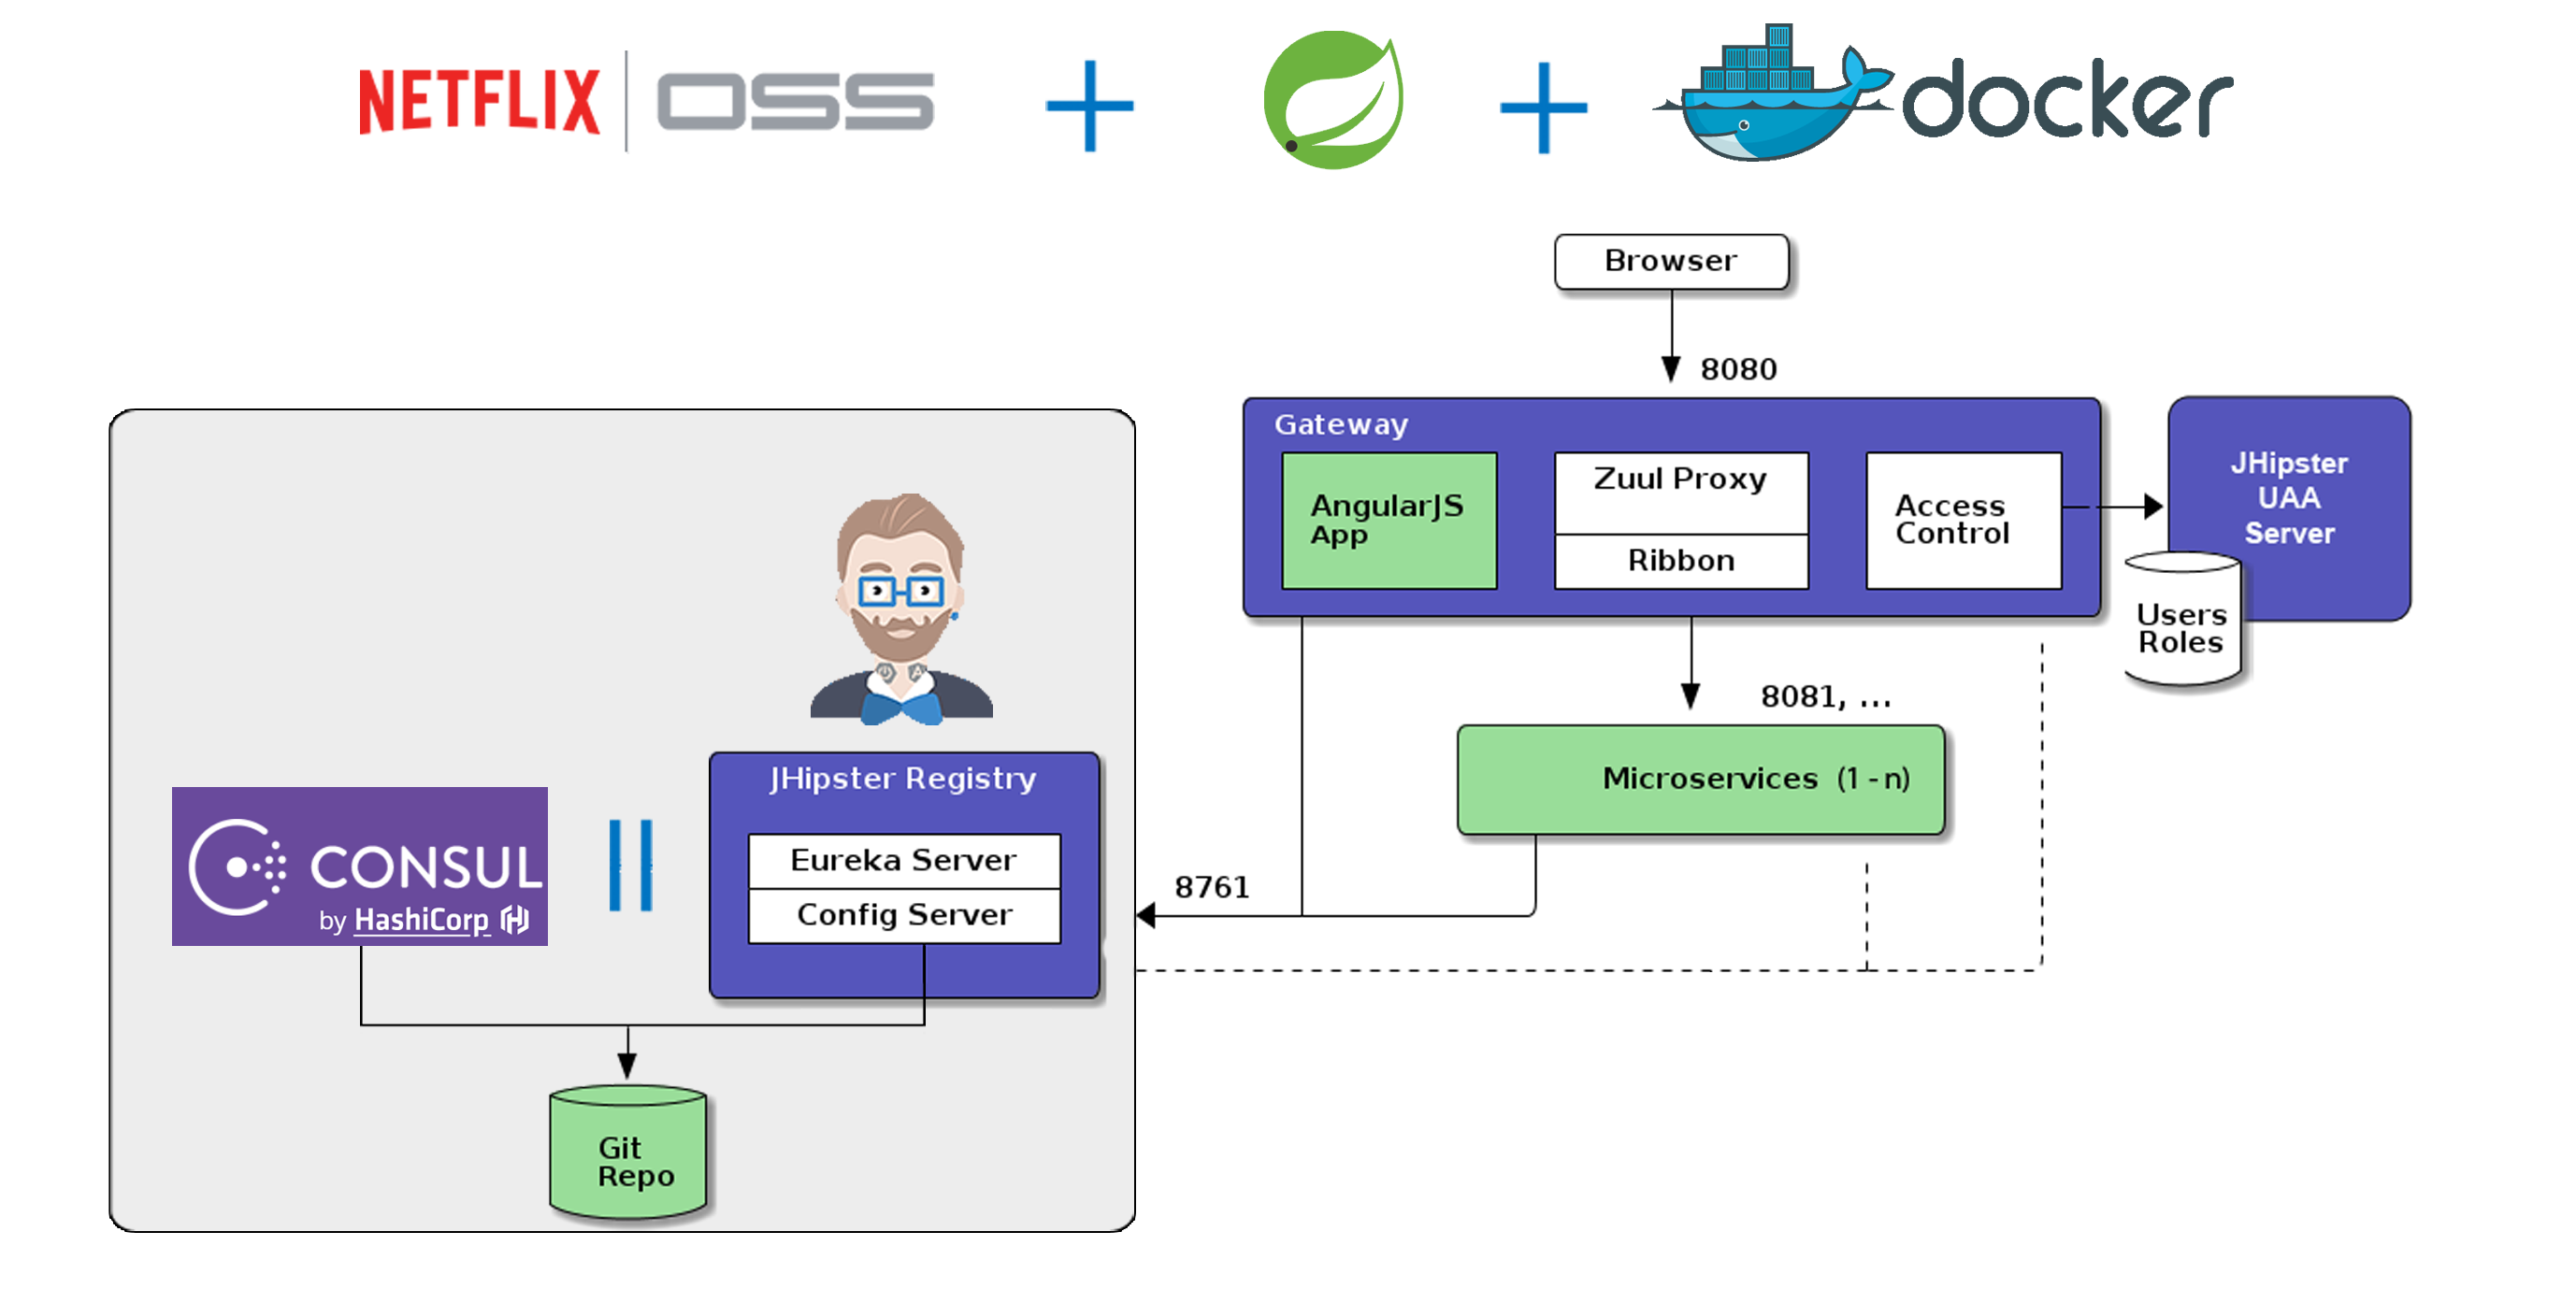 NETFLIX OSS
docker
Browser
8080
Gateway
AngularJS
App
Zuul Proxy
Ribbon
Access
Control
JHipster
UAA
Server
Users
Roles
8081, ...
Microservices (1 - n)
JHipster Registry
Eureka Server
Config Server
CONSUL
by HashiCorp
8761
Git
Repo